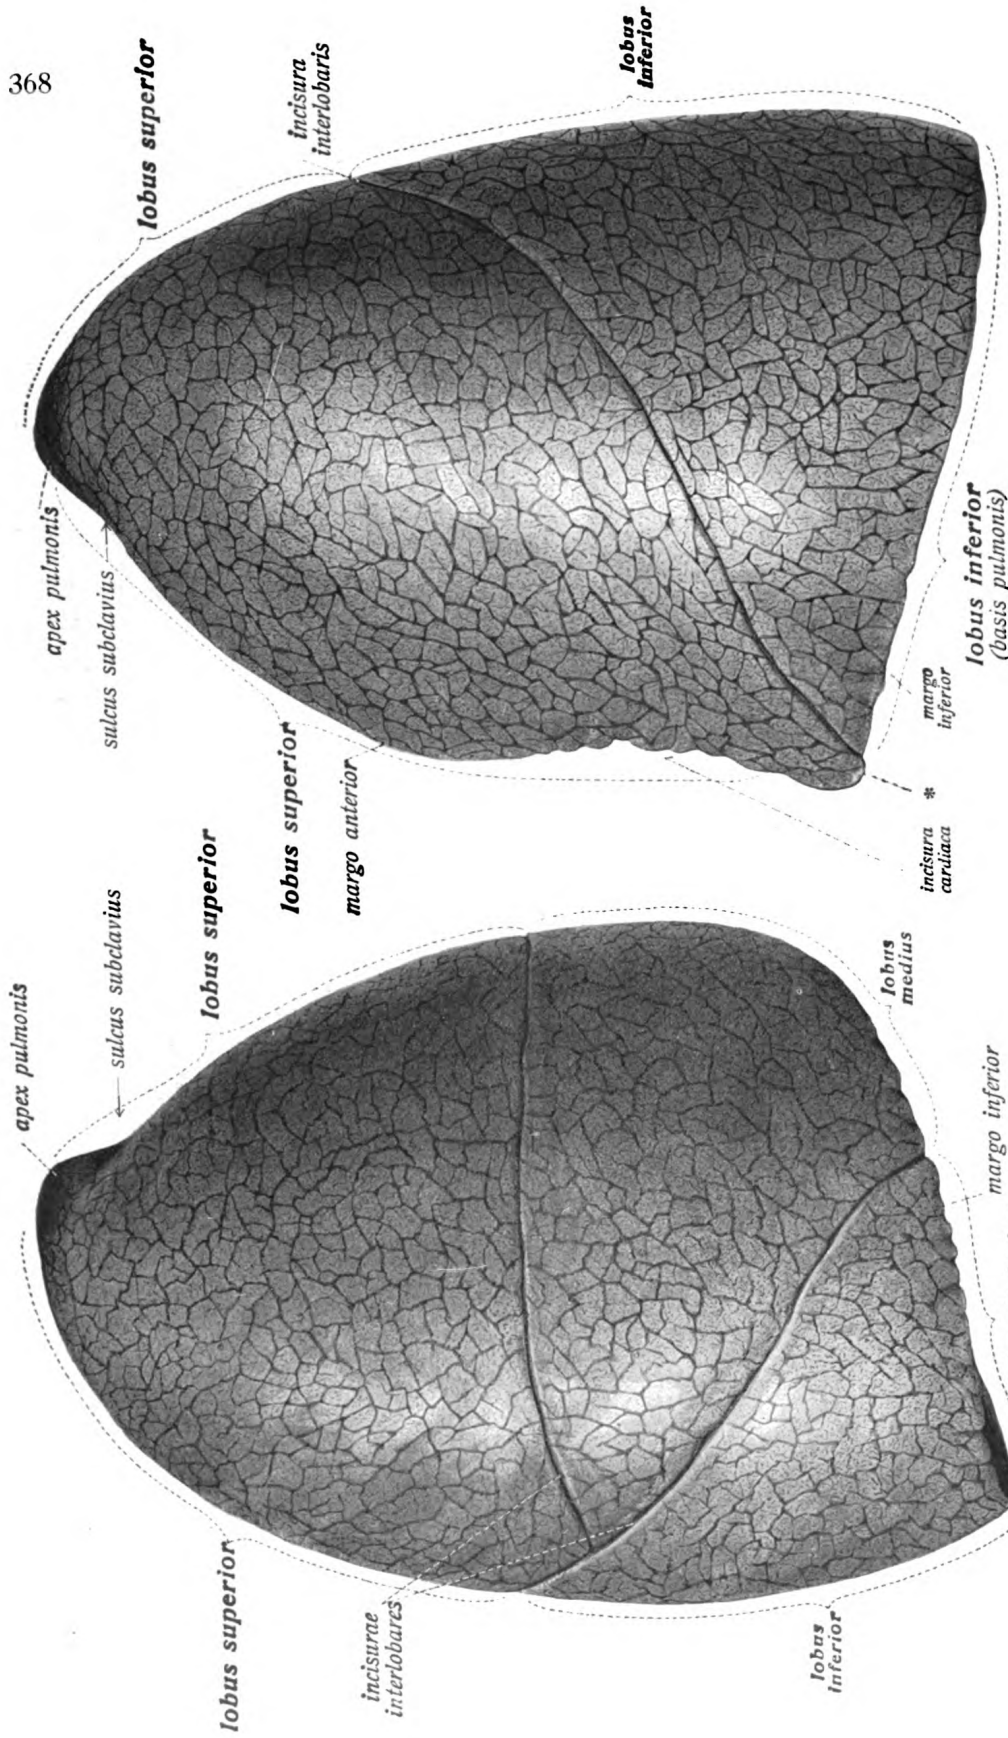 368
apex pulmonis
sulcus subclavius
lobus superior
lobus superior
incisurae
interlobares
lobus
inferior
lobus
medius
margo inferior
apex pulmonis
sulcus subclavius
lobus superior
lobus superior
margo anterior
incisura
interlobaris
lobus
inferior
incisura
cardiaca
*
margo
inferior
lobus inferior
(basis pulmonis)